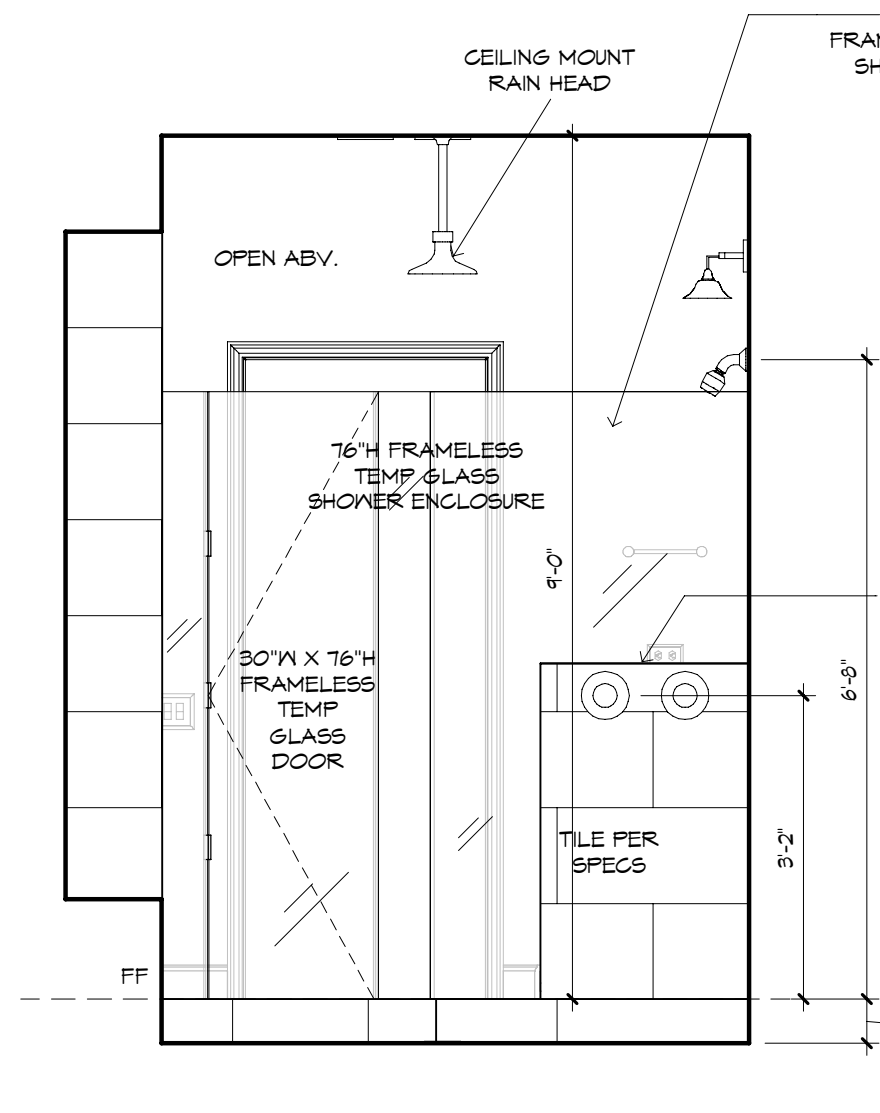 CEILING MOUNT
RAIN HEAD
OPEN ABV.
76"H FRAMELESS
TEMP GLASS
SHOWER ENCLOSURE
9'-0"
30"W X 76"H
FRAMELESS
TEMP
GLASS
DOOR
6'-8"
TILE PER
SPECS
3'-2"
FF